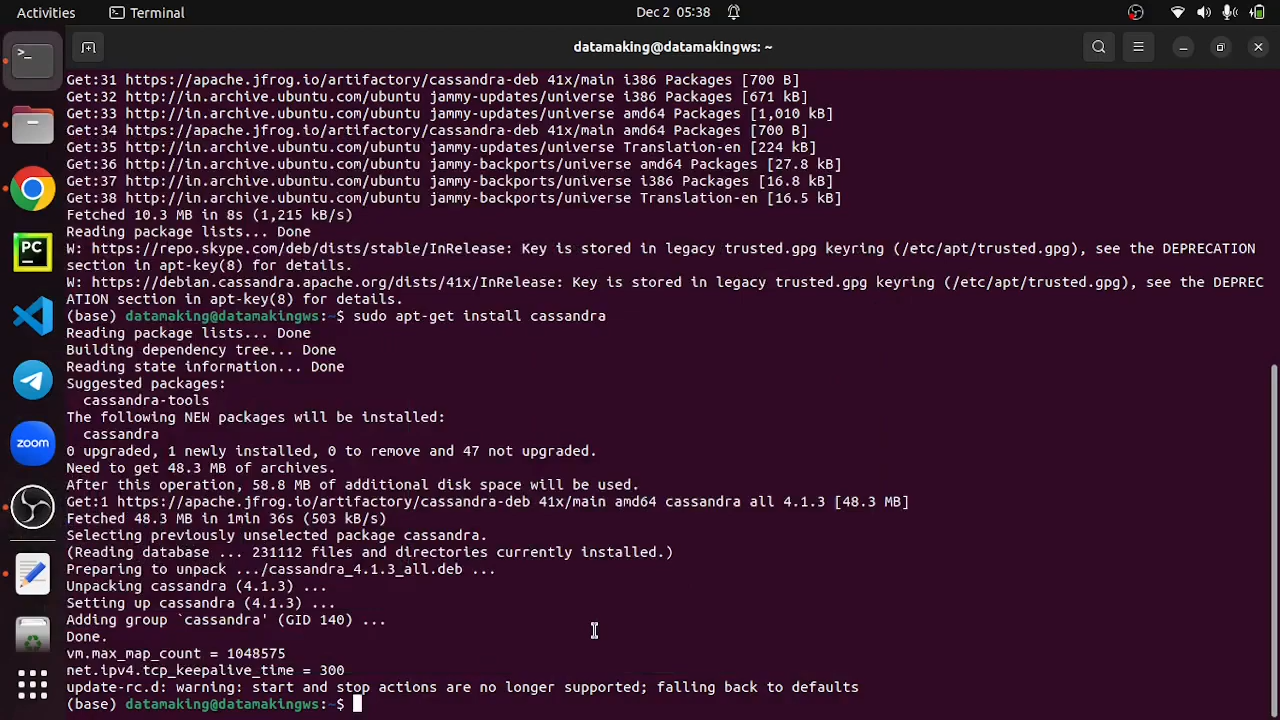 Activities
Terminal
Dec 2 05:38
datamaking@datamakingws: ~
Get:31 https://apache.jfrog.io/artifactory/cassandra-deb 41x/main i386 Packages [700 B]
Get:32 http://in.archive.ubuntu.com/ubuntu jammy-updates/universe i386 Packages [671 kB]
Get:33 http://in.archive.ubuntu.com/ubuntu jammy-updates/universe amd64 Packages [1,010 kB]
Get:34 https://apache.jfrog.io/artifactory/cassandra-deb 41x/main amd64 Packages [700 B]
Get:35 http://in.archive.ubuntu.com/ubuntu jammy-updates/universe Translation-en [224 kB]
Get:36 http://in.archive.ubuntu.com/ubuntu jammy-backports/universe amd64 Packages [27.8 kB]
Get:37 http://in.archive.ubuntu.com/ubuntu jammy-backports/universe i386 Packages [16.8 kB]
Get:38 http://in.archive.ubuntu.com/ubuntu jammy-backports/universe Translation-en [16.5 kB]
Fetched 10.3 MB in 8s (1,215 kB/s)
Reading package lists... Done
W: https://repo.skype.com/deb/dists/stable/InRelease: Key is stored in legacy trusted.gpg keyring (/etc/apt/trusted.gpg), see the DEPRECATION
section in apt-key(8) for details.
W: https://debian.cassandra.apache.org/dists/41x/InRelease: Key is stored in legacy trusted.gpg keyring (/etc/apt/trusted.gpg), see the DEPREC
ATION section in apt-key(8) for details.
(base) datamaking@datamakingws:~$ sudo apt-get install cassandra
Reading package lists... Done
Building dependency tree... Done
Reading state information... Done
Suggested packages:
cassandra-tools
The following NEW packages will be installed:
cassandra
0 upgraded, 1 newly installed, 0 to remove and 47 not upgraded.
Need to get 48.3 MB of archives.
After this operation, 58.8 MB of additional disk space will be used.
Get:1 https://apache.jfrog.io/artifactory/cassandra-deb 41x/main amd64 cassandra all 4.1.3 [48.3 MB]
Fetched 48.3 MB in 1min 36s (503 kB/s)
Selecting previously unselected package cassandra.
(Reading database ... 231112 files and directories currently installed.)
Preparing to unpack .../cassandra_4.1.3_all.deb ...
Unpacking cassandra (4.1.3) ...
Setting up cassandra (4.1.3) ...
Adding group `cassandra' (GID 140) ...
Done.
vm.max_map_count = 1048575
net.ipv4.tcp_keepalive_time = 300
update-rc.d: warning: start and stop actions are no longer supported; falling back to defaults
(base) datamaking@datamakingws:~$
PC
zoom